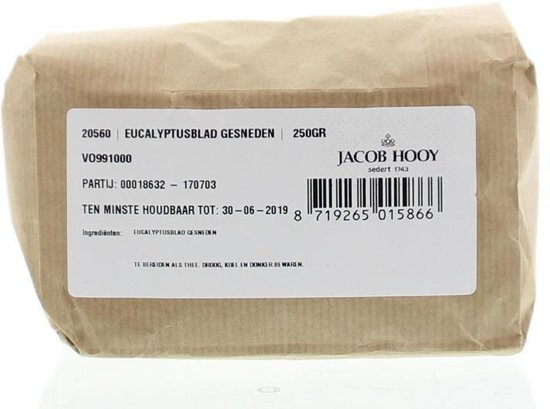 20560 | EUCALYPTUSBLAD GESNEDEN | 250GR
VO991000
PARTIJ: 00018632 – 170703
TEN MINSTE HOUDBAAR TOT: 30-06-2019
Ingrediënten: EUCALYPTUSBLAD GESNEDEN
TE BEREIDEN ALS THEE. DROOG, KOEL EN DONKER BEWAREN.
JACOB HOOY
sedert 1743
8 719265 015866